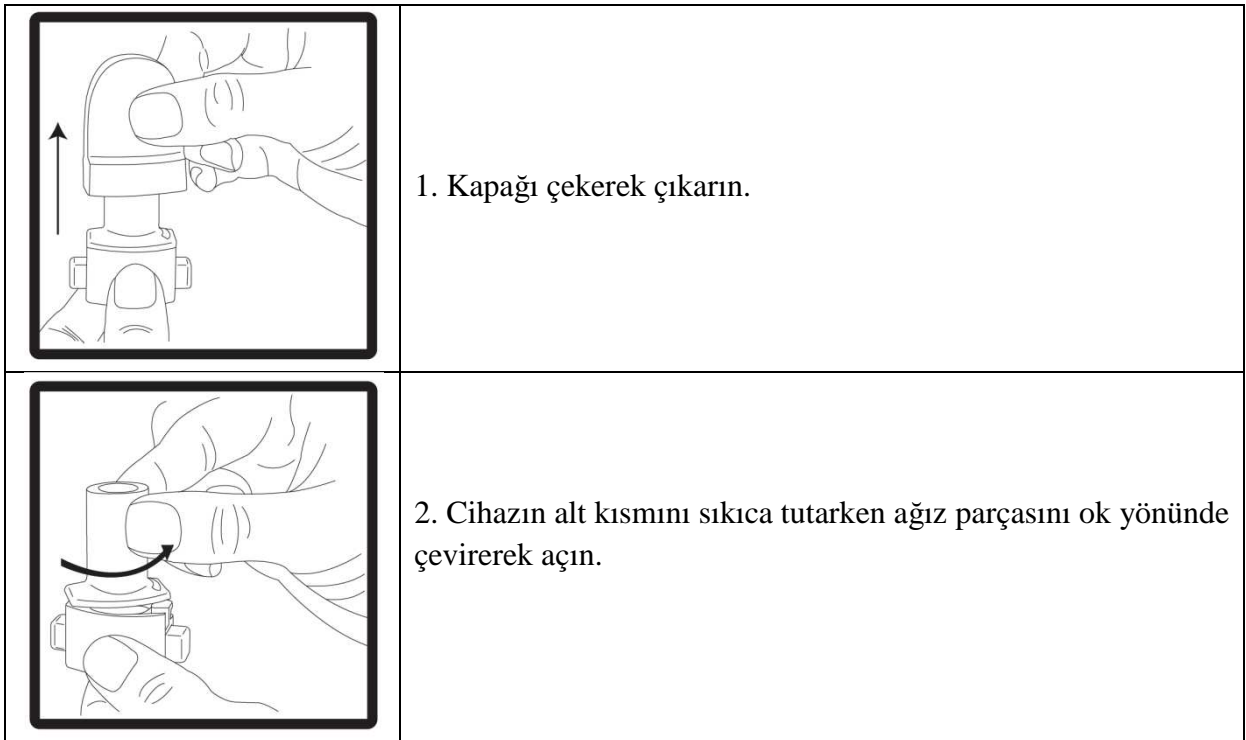 1. Kapağı çekerek çıkarın.
2. Cihazın alt kısmını sıkıca tutarken ağız parçasını ok yönünde
çevirerek açın.